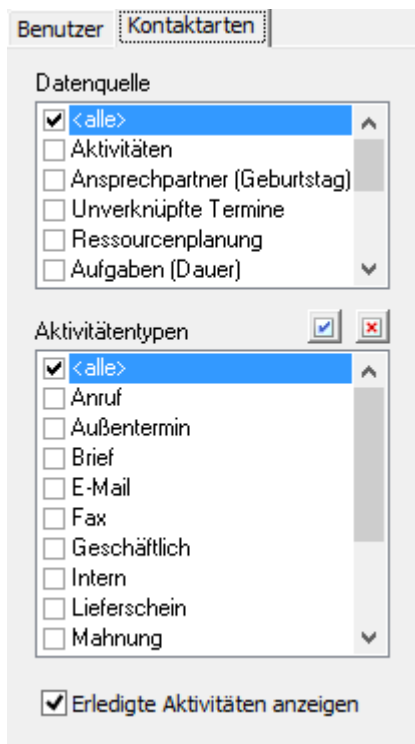 Benutzer Kontaktarten
Datenquelle
<alle>
Aktivitäten
Ansprechpartner (Geburtstag)
Unverknüpfte Termine
Ressourcenplanung
Aufgaben (Dauer)
Aktivitätentypen
<alle>
Anruf
Außentermin
Brief
E-Mail
Fax
Geschäftlich
Intern
Lieferschein
Mahnung
Erledigte Aktivitäten anzeigen